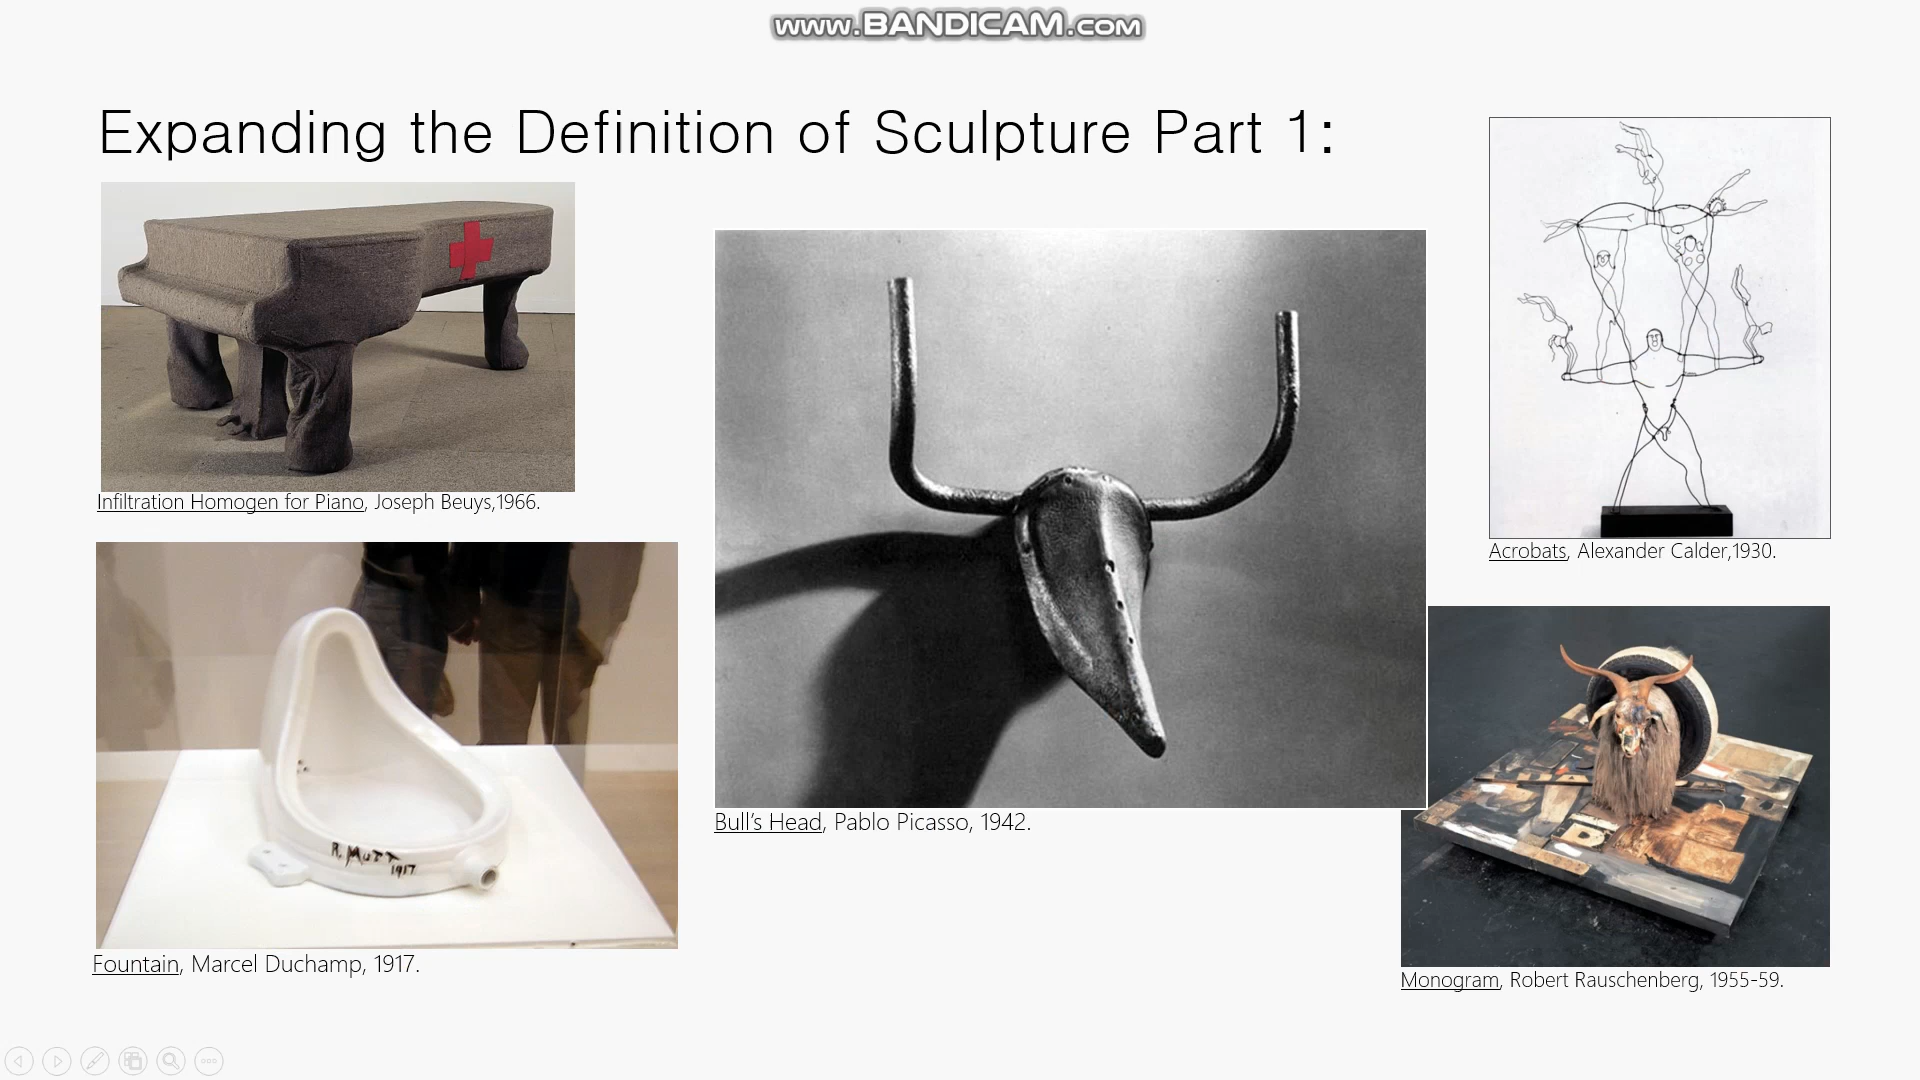 www.BANDICAM.com
Expanding the Definition of Sculpture Part 1:
Infiltration Homogen for Piano, Joseph Beuys,1966.
Acrobats, Alexander Calder,1930.
R. MUTT
1917
Bull's Head, Pablo Picasso, 1942.
Fountain, Marcel Duchamp, 1917.
Monogram, Robert Rauschenberg, 1955-59.